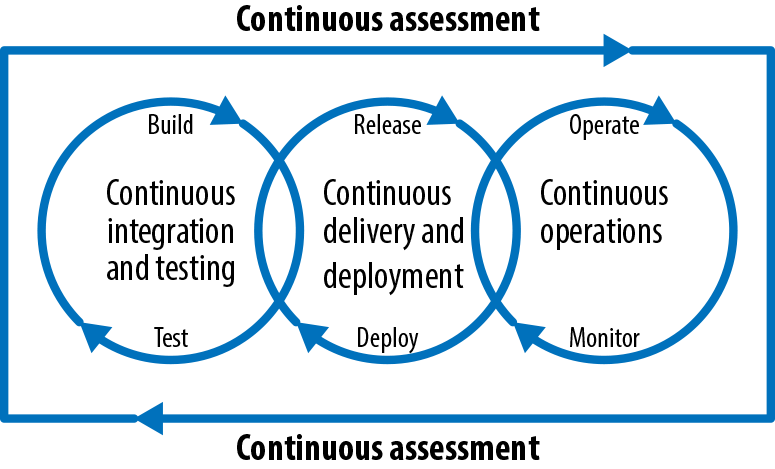 Continuous assessment
Build
Release
Operate
Continuous
integration
and testing
Continuous
delivery and
deployment
Continuous
operations
Test
Deploy
Monitor
Continuous assessment